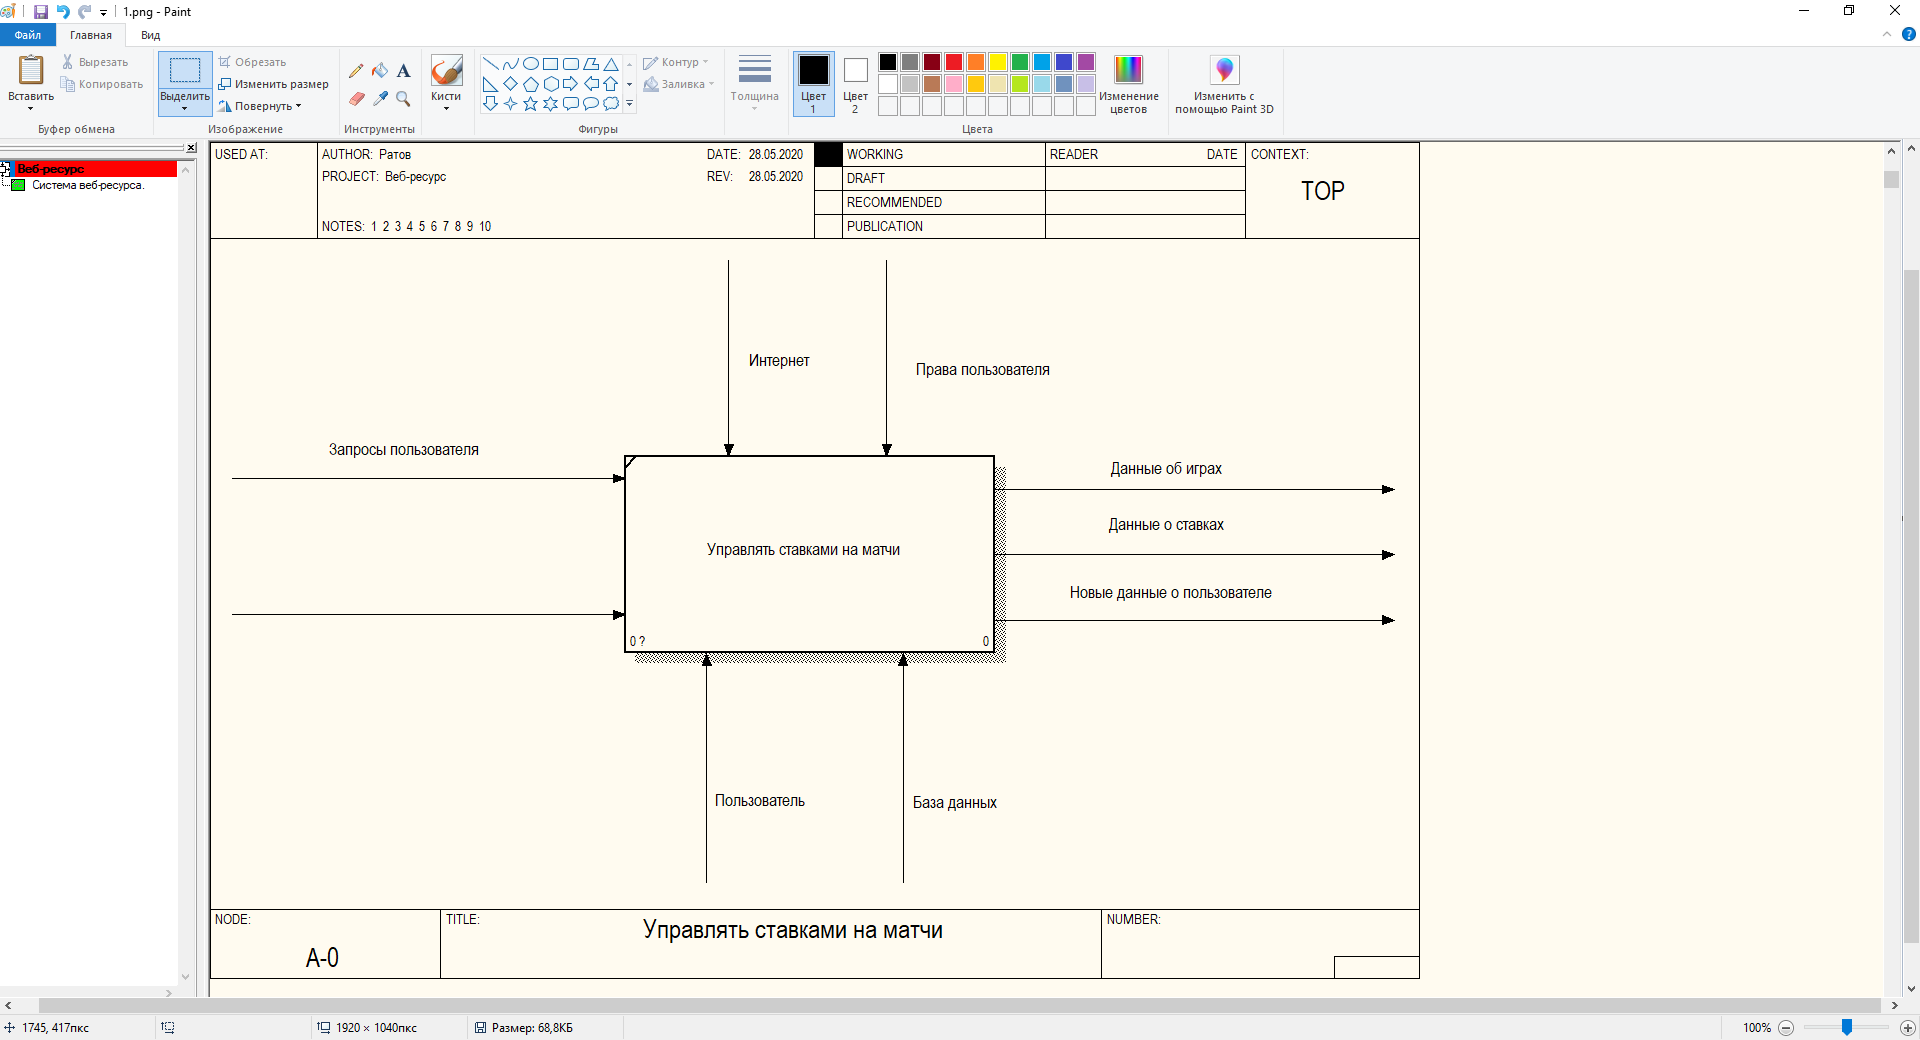 1.png - Paint
Файл Главная Вид
Вставить
Вырезать
Копировать
Буфер обмена
Выделить
Обрезать
Изменить размер
Повернуть
Изображение
A
Инструменты
Кисти
Контур
Заливка
Фигуры
Толщина
Цвет 1
Цвет 2
Изменение цветов
Цвета
Изменить с помощью Paint 3D
Веб-ресурс
Система веб-ресурса.
USED AT:
AUTHOR: Ратов
DATE: 28.05.2020
PROJECT: Веб-ресурс
REV: 28.05.2020
NOTES: 1 2 3 4 5 6 7 8 9 10
WORKING
DRAFT
RECOMMENDED
PUBLICATION
READER DATE
CONTEXT:
TOP
Интернет
Права пользователя
Запросы пользователя
Данные об играх
Данные о ставках
Управлять ставками на матчи
Новые данные о пользователе
0 ?
0
Пользователь
База данных
NODE:
A-0
TITLE:
Управлять ставками на матчи
NUMBER:
1745, 417пкс
1920 × 1040пкс
Размер: 68,8КБ
100%